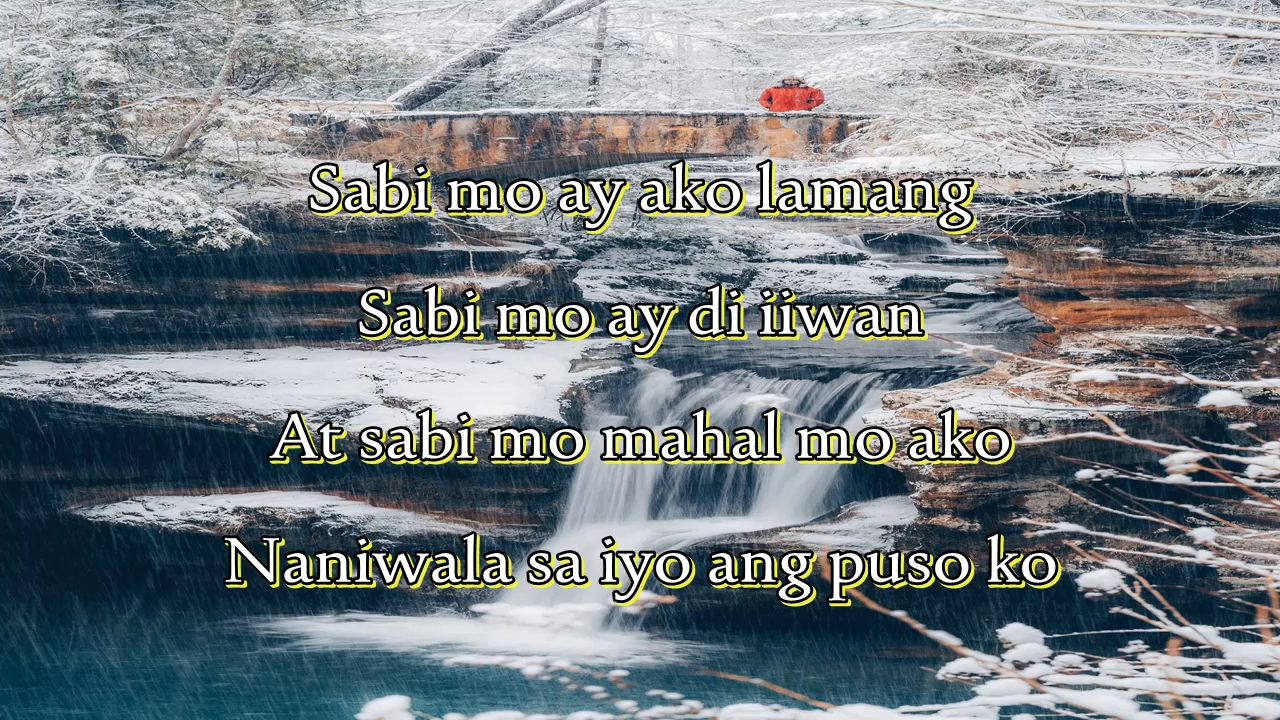 Sabi mo ay ako lamang
Sabi mo ay di iiwan
At sabi mo mahal mo ako
Naniwala sa iyo ang puso ko